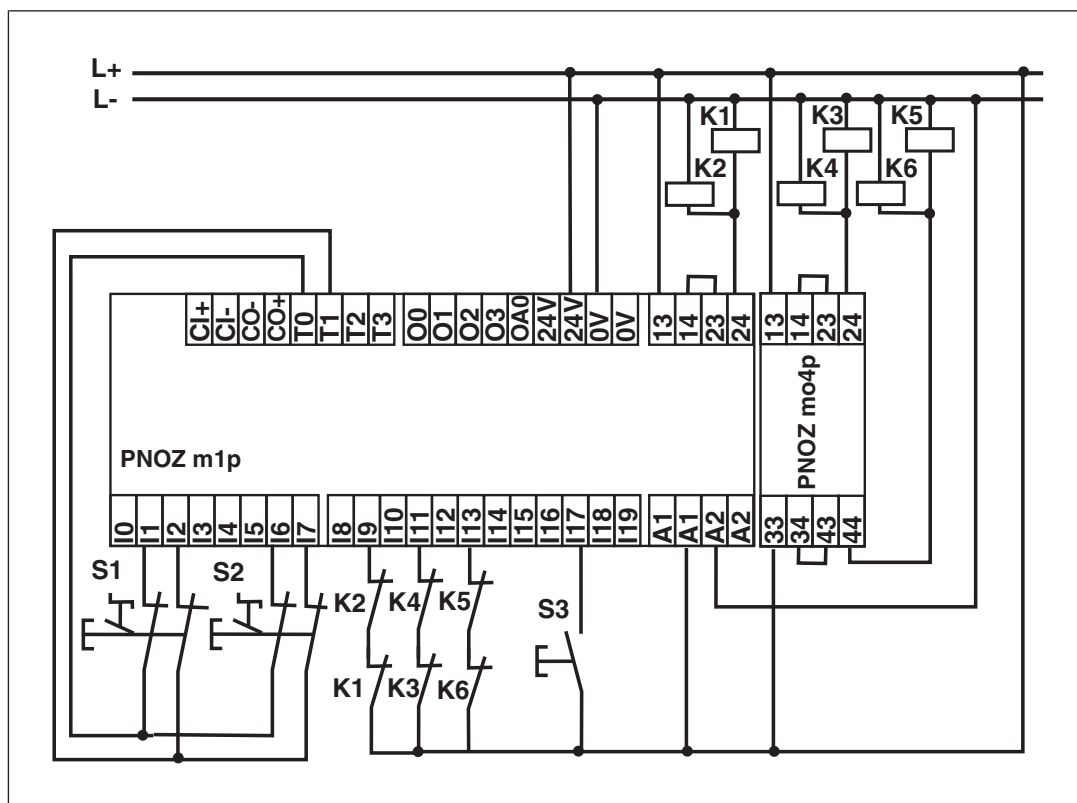 L+
L-
K1
K3
K5
K2
K4
K6
CI+
CI-
CO-
CO+
T0
T1
T2
T3
O0
O1
O2
O3
OA0
24V
24V
0V
0V
13
14
23
24
13
14
23
24
PNOZ m1p
PNOZ mo4p
I0
I1
I2
I3
I4
I5
I6
I7
I8
I9
I10
I11
I12
I13
I14
I15
I16
I17
I18
I19
A1
A1
A2
A2
33
34
43
44
S1
S2
K2
K4
K5
S3
K1
K3
K6